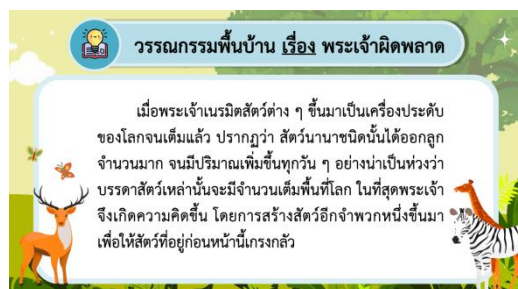 วรรณกรรมพื้นบ้าน เรื่อง พระเจ้าผิดพลาด
เมื่อพระเจ้าเนรมิตสัตว์ต่าง ๆ ขึ้นมาเป็นเครื่องประดับ
ของโลกจนเต็มแล้ว ปรากฏว่า สัตว์นานาชนิดนั้นได้ออกลูก
จำนวนมาก จนมีปริมาณเพิ่มขึ้นทุกวัน ๆ อย่างน่าเป็นห่วงว่า
บรรดาสัตว์เหล่านั้นจะมีจำนวนเต็มพื้นที่โลก ในที่สุดพระเจ้า
จึงเกิดความคิดขึ้น โดยการสร้างสัตว์อีกจำพวกหนึ่งขึ้นมา
เพื่อให้สัตว์ที่อยู่ก่อนหน้านี้เกรงกลัว